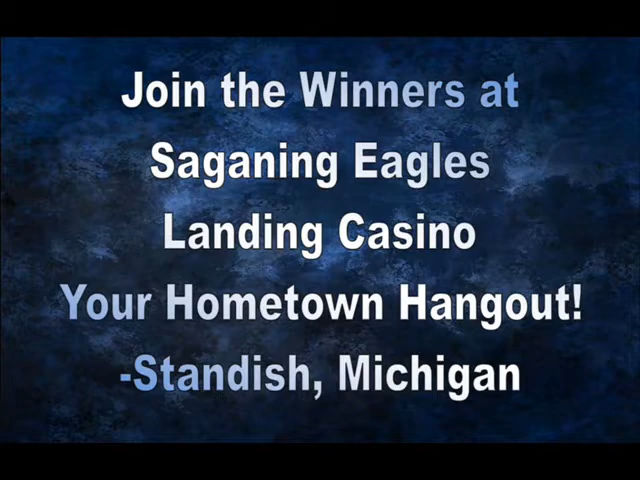 Join the Winners at
Saganing Eagles
Landing Casino
Your Hometown Hangout!
-Standish, Michigan